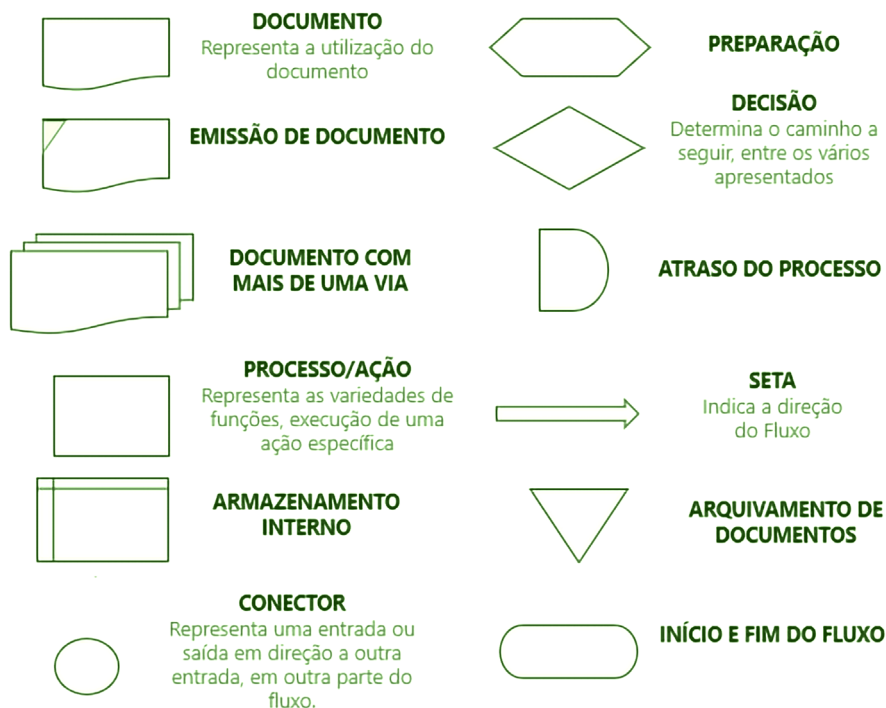 DOCUMENTO
Representa a utilização do
documento
EMISSÃO DE DOCUMENTO
DOCUMENTO COM
MAIS DE UMA VIA
PROCESSO/AÇÃO
Representa as variedades de
funções, execução de uma
ação específica
ARMAZENAMENTO
INTERNO
CONECTOR
Representa uma entrada ou
saída em direção a outra
entrada, em outra parte do
fluxo.
PREPARAÇÃO
DECISÃO
Determina o caminho a
seguir, entre os vários
apresentados
ATRASO DO PROCESSO
SETA
Indica a direção
do Fluxo
ARQUIVAMENTO DE
DOCUMENTOS
INÍCIO E FIM DO FLUXO